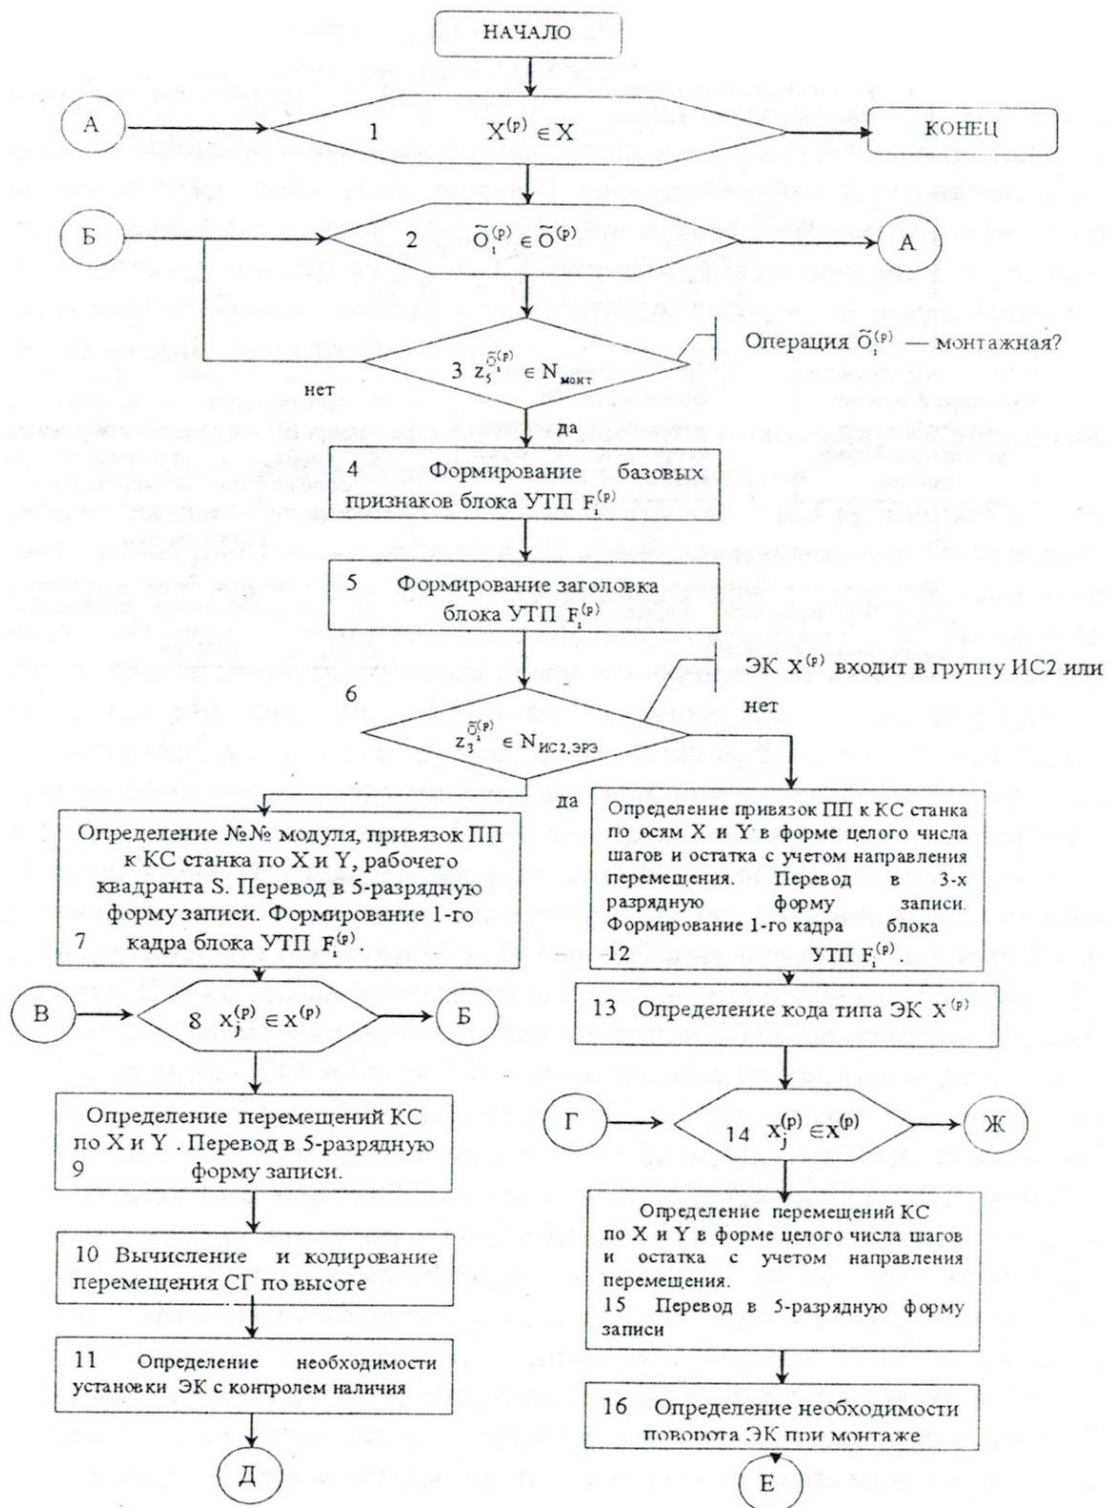 НАЧАЛО
А
1 X^(p) ∈ X
КОНЕЦ
Б
2 Õ_i^(p) ∈ Õ^(p)
А
Операция Õ_i^(p) — монтажная?
3 z_5^{Õ_i^(p)} ∈ N_монт
нет
да
4 Формирование базовых
признаков блока УТП F_i^(p)
5 Формирование заголовка
блока УТП F_i^(p)
ЭК X^(p) входит в группу ИС2 или
нет
6
z_3^{Õ_i^(p)} ∈ N_ИС2,ЭРЭ
да
Определение №№ модуля, привязок ПП
к КС станка по X и Y, рабочего
квадранта S. Перевод в 5-разрядную
форму записи. Формирование 1-го
7 кадра блока УТП F_i^(p).
Определение привязок ПП к КС станка
по осям X и Y в форме целого числа
шагов и остатка с учетом направления
перемещения. Перевод в 3-х
разрядную форму записи.
Формирование 1-го кадра блока
12 УТП F_i^(p).
В
8 x_j^(p) ∈ x^(p)
Б
13 Определение кода типа ЭК X^(p)
Определение перемещений КС
по X и Y . Перевод в 5-разрядную
9 форму записи.
Г
14 x_j^(p) ∈ x^(p)
Ж
10 Вычисление и кодирование
перемещения СГ по высоте
Определение перемещений КС
по X и Y в форме целого числа шагов
и остатка с учетом направления
перемещения.
15 Перевод в 5-разрядную форму
записи
11 Определение необходимости
установки ЭК с контролем наличия
16 Определение необходимости
поворота ЭК при монтаже
Д
Е